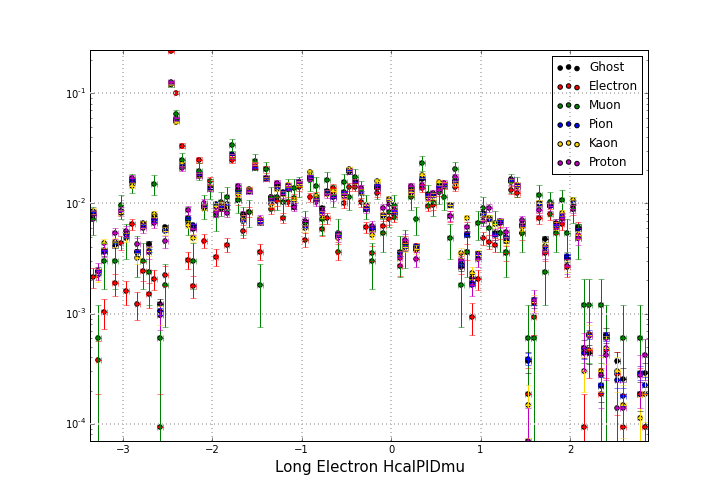 10⁻¹
10⁻²
10⁻³
10⁻⁴
Ghost
Electron
Muon
Pion
Kaon
Proton
−3 −2 −1 0 1 2
Long Electron HcalPIDmu